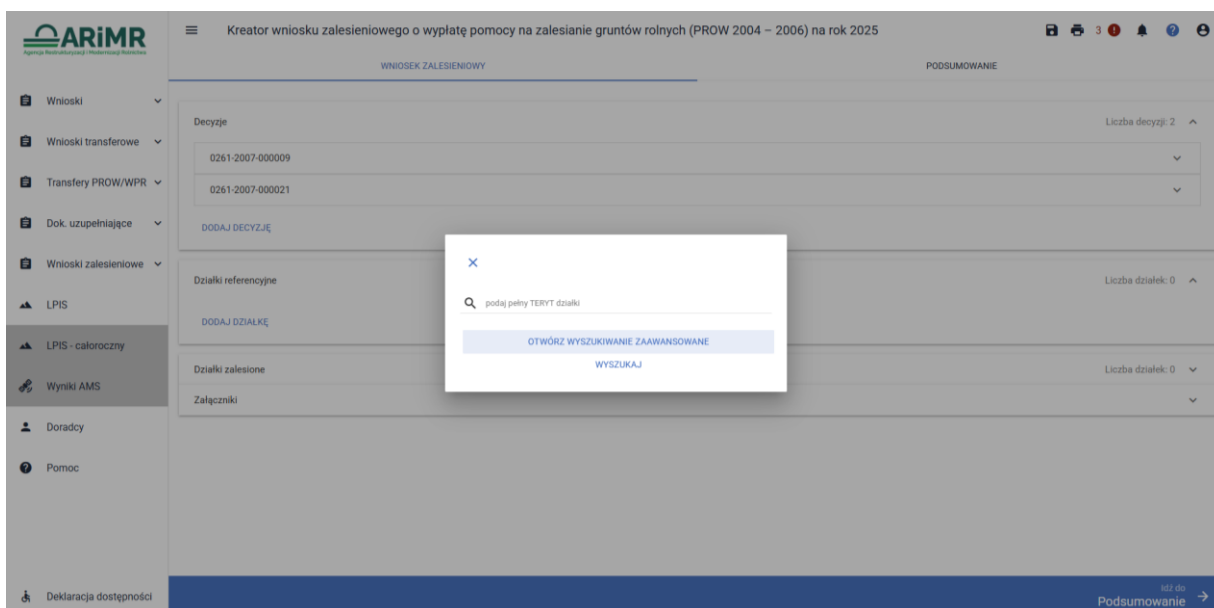 ARiMR
Agencja Restrukturyzacji i Modernizacji Rolnictwa
Kreator wniosku zalesieniowego o wypłatę pomocy na zalesianie gruntów rolnych (PROW 2004 – 2006) na rok 2025
3
WNIOSEK ZALESIENIOWY
PODSUMOWANIE
Wnioski
Wnioski transferowe
Transfery PROW/WPR
Dok. uzupełniające
Wnioski zalesieniowe
LPIS
LPIS - całoroczny
Wyniki AMS
Doradcy
Pomoc
Deklaracja dostępności
Decyzje
Liczba decyzji: 2
0261-2007-000009
0261-2007-000021
DODAJ DECYZJĘ
Działki referencyjne
Liczba działek: 0
DODAJ DZIAŁKĘ
Działki zalesione
Liczba działek: 0
Załączniki
podaj pełny TERYT działki
OTWÓRZ WYSZUKIWANIE ZAAWANSOWANE
WYSZUKAJ
Idź do
Podsumowanie